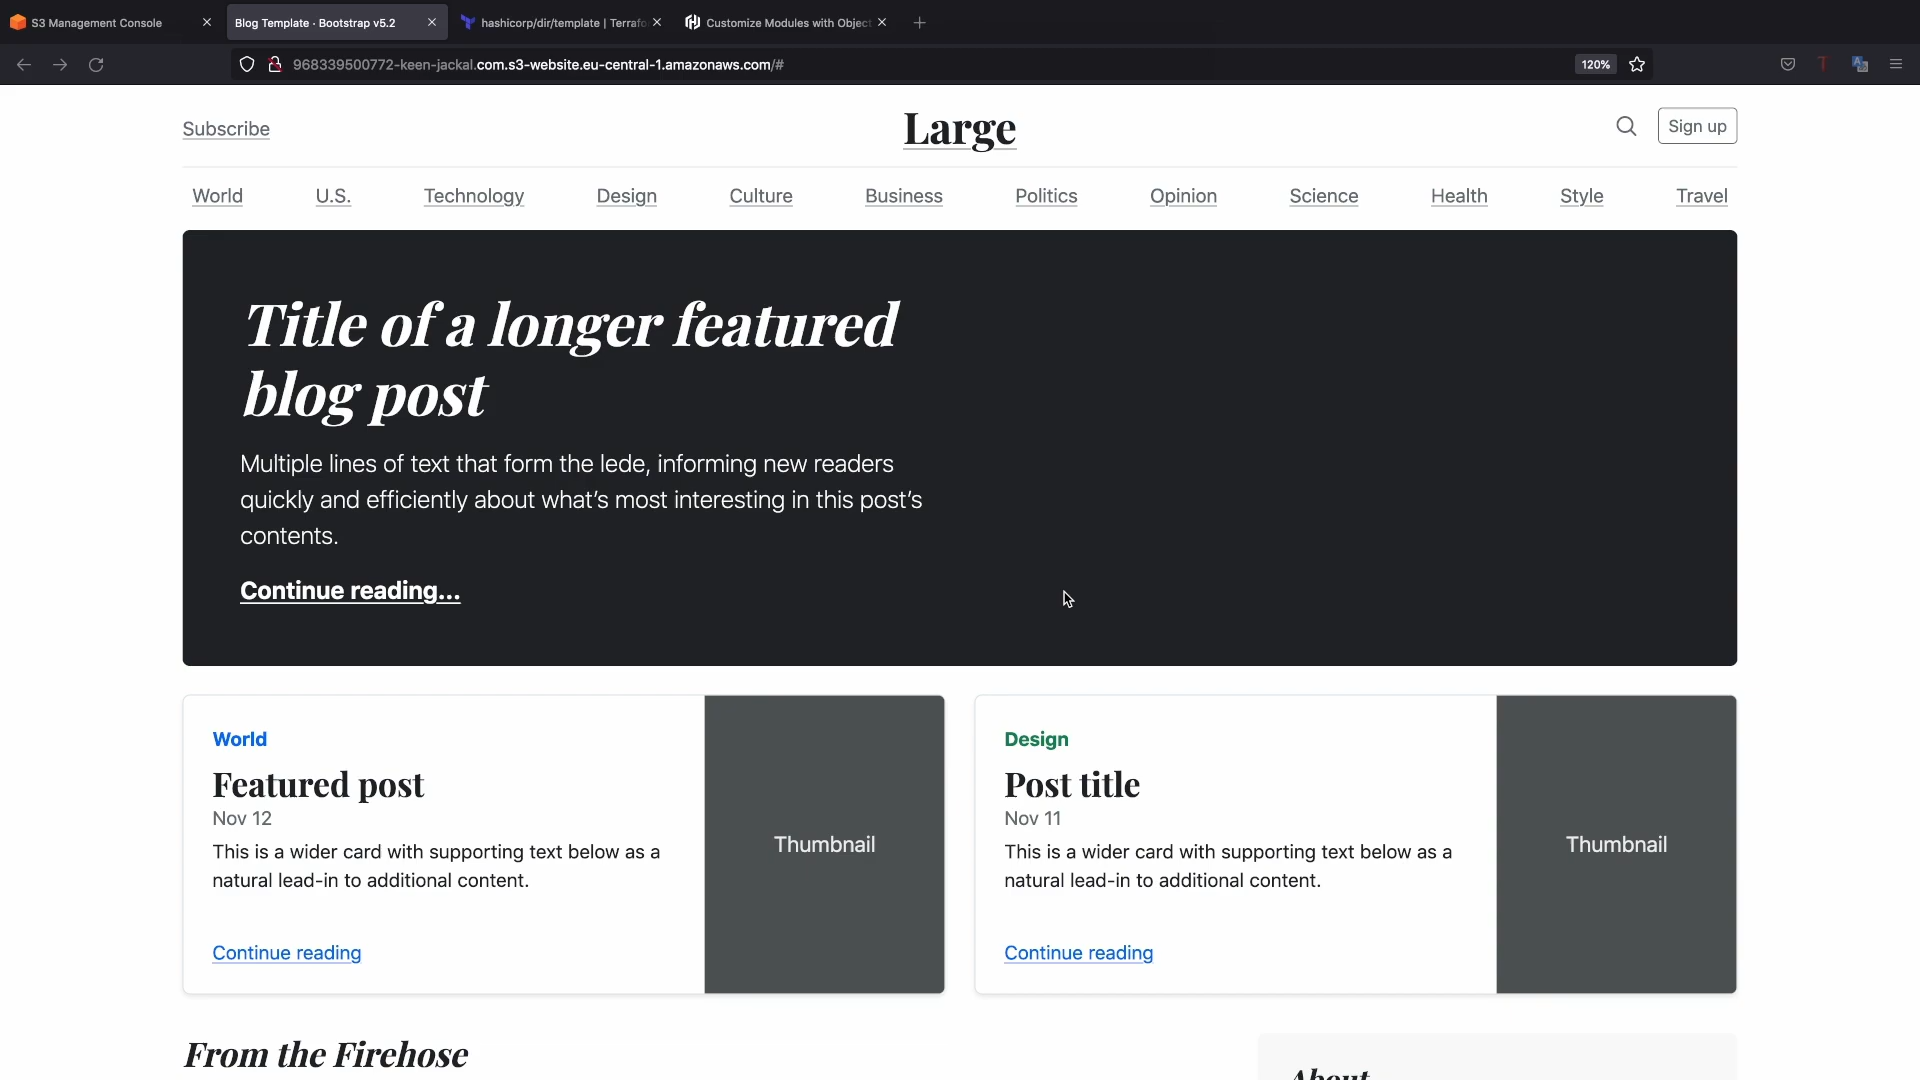 S3 Management Console
Blog Template · Bootstrap v5.2
hashicorp/dir/template | Terrafo
Customize Modules with Object
968339500772-keen-jackal.com.s3-website.eu-central-1.amazonaws.com/#
120%
Subscribe
Large
Sign up
World
U.S.
Technology
Design
Culture
Business
Politics
Opinion
Science
Health
Style
Travel
Title of a longer featured
blog post
Multiple lines of text that form the lede, informing new readers
quickly and efficiently about what’s most interesting in this post’s
contents.
Continue reading...
World
Featured post
Nov 12
This is a wider card with supporting text below as a
natural lead-in to additional content.
Continue reading
Thumbnail
Design
Post title
Nov 11
This is a wider card with supporting text below as a
natural lead-in to additional content.
Continue reading
Thumbnail
From the Firehose
About